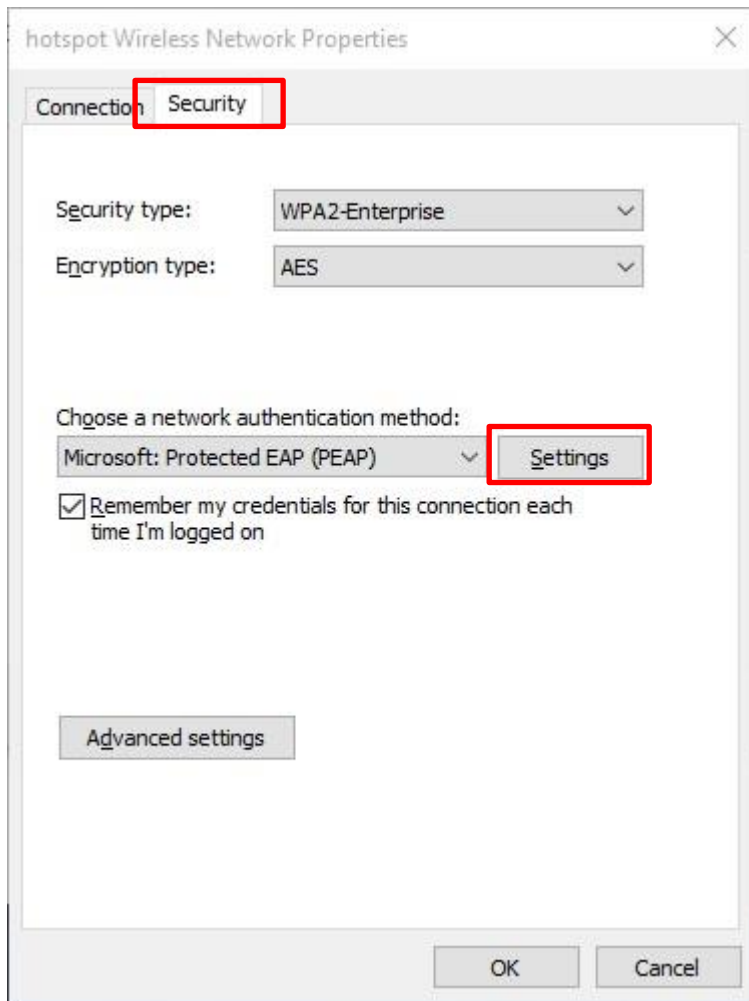 hotspot Wireless Network Properties
Connection Security
Security type: WPA2-Enterprise
Encryption type: AES
Choose a network authentication method:
Microsoft: Protected EAP (PEAP) Settings
Remember my credentials for this connection each
time I'm logged on
Advanced settings
OK Cancel